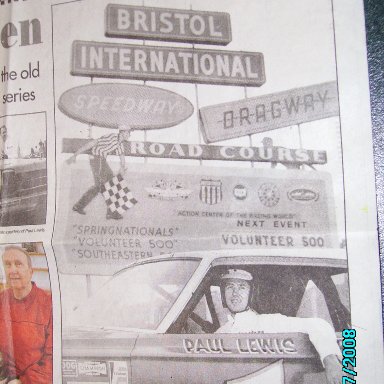 en
the old
series
BRISTOL
INTERNATIONAL
SPEEDWAY
DRAGWAY
ROAD COURSE
ACTION CENTER OF THE RACING WORLD
NEXT EVENT
"SPRINGNATIONALS"
"VOLUNTEER 500"
"SOUTHEASTERN
VOLUNTEER 500
PAUL LEWIS
7/2008